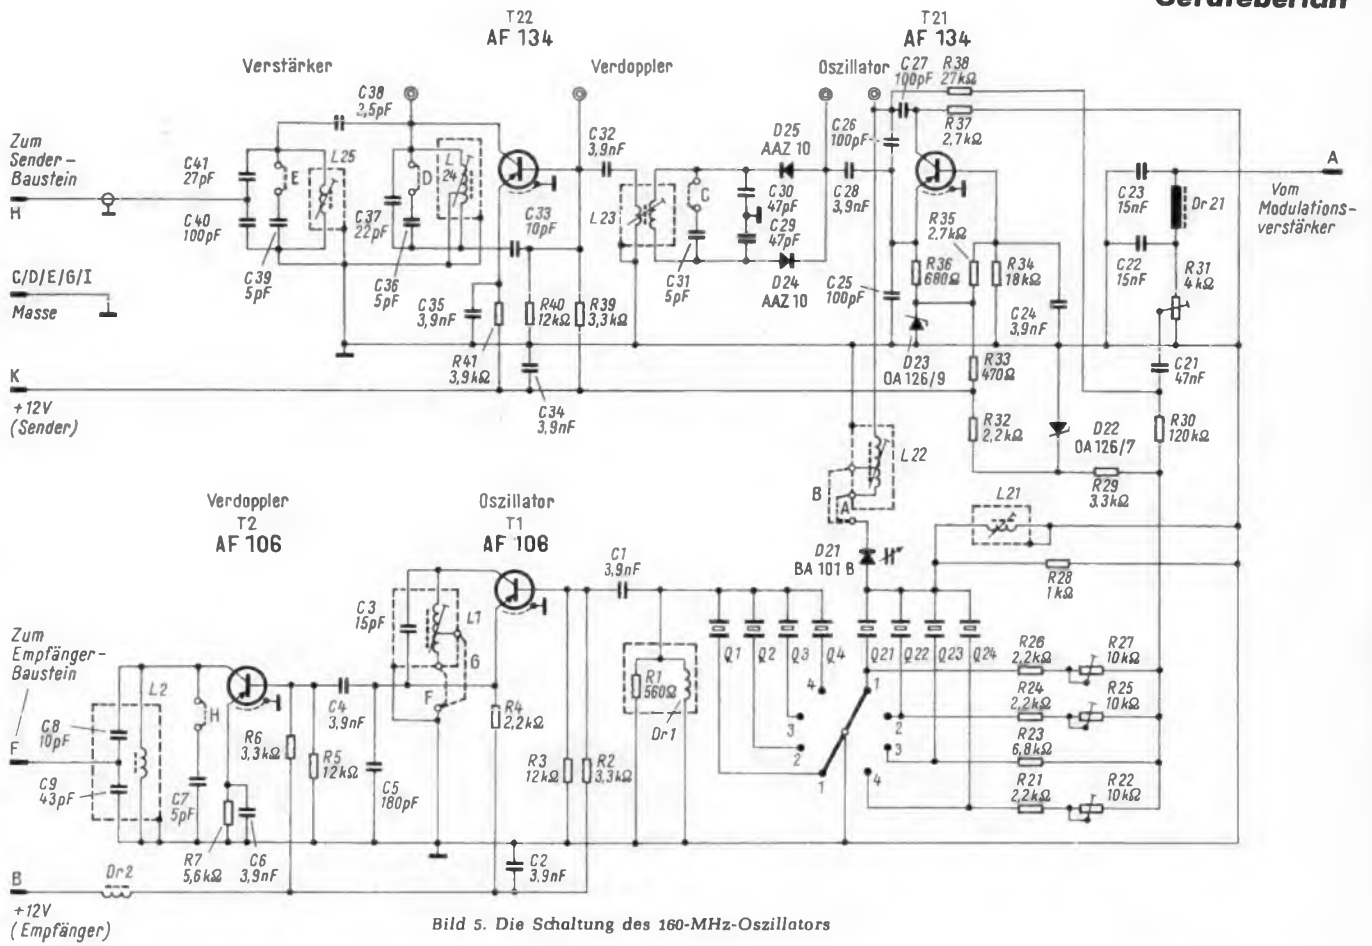 Gerätebericht
T22
AF 134
T21
AF 134
Verstärker
Verdoppler
Oszillator
C27
100pF
R38
27kΩ
R37
2,7kΩ
C38
2,5pF
C32
3,9nF
D25
AAZ 10
C26
100pF
Zum
Sender-
Baustein
H
C41
27pF
E
L25
D
L
24
C40
100pF
C37
22pF
C33
10pF
L23
C
C30
47pF
C29
47pF
C28
3,9nF
R35
2,7kΩ
C23
15nF
Dr21
A
Vom
Modulations-
verstärker
C39
5pF
C36
5pF
C31
5pF
D24
AAZ 10
C25
100pF
R36
680Ω
R34
18kΩ
C22
15nF
R31
4kΩ
C/D/E/G/I
Masse
C35
3,9nF
R40
12kΩ
R39
3,3kΩ
C24
3,9nF
R41
3,9kΩ
D23
OA 126/9
R33
470Ω
C21
47nF
K
+12V
(Sender)
C34
3,9nF
R32
2,2kΩ
D22
OA 126/7
R30
120kΩ
L22
B
A
R29
3,3kΩ
L21
Verdoppler
T2
AF 106
Oszillator
T1
AF 106
C1
3,9nF
D21
BA 101 B
R28
1kΩ
C3
15pF
L1
G
F
Zum
Empfänger-
Baustein
F
L2
H
C8
10pF
C9
43pF
C7
5pF
R6
3,3kΩ
R5
12kΩ
C4
3,9nF
C5
180pF
R4
2,2kΩ
R3
12kΩ
R2
3,3kΩ
R1
560Ω
Dr1
Q1 Q2 Q3 Q4 Q21 Q22 Q23 Q24
4
3
2
1
1
2
3
4
R26
2,2kΩ
R27
10kΩ
R24
2,2kΩ
R25
10kΩ
R23
6,8kΩ
R21
2,2kΩ
R22
10kΩ
R7
5,6kΩ
C6
3,9nF
C2
3,9nF
B
Dr2
+12V
(Empfänger)
Bild 5. Die Schaltung des 160-MHz-Oszillators